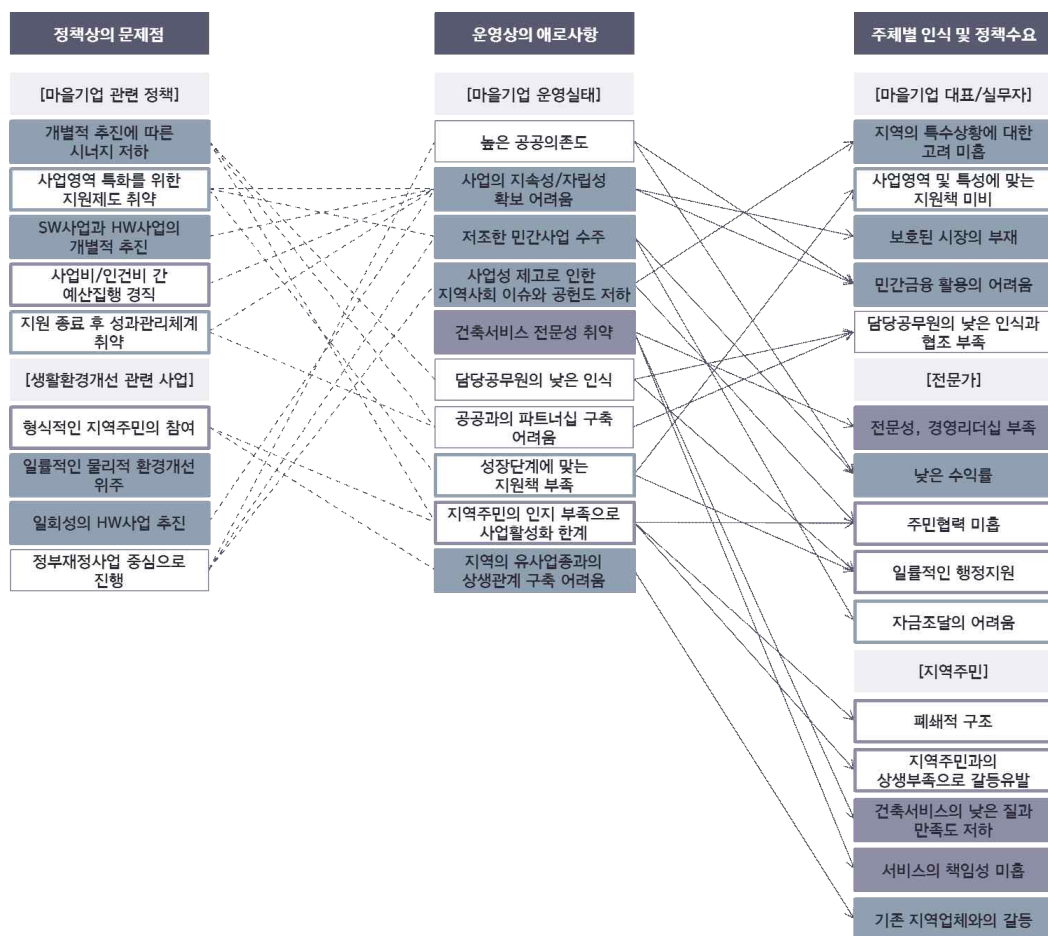 정책상의 문제점
[마을기업 관련 정책]
개별적 추진에 따른
시너지 저하
사업영역 특화를 위한
지원제도 취약
SW사업과 HW사업의
개별적 추진
사업비/인건비 간
예산집행 경직
지원 종료 후 성과관리체계
취약
[생활환경개선 관련 사업]
형식적인 지역주민의 참여
일률적인 물리적 환경개선
위주
일회성의 HW사업 추진
정부재정사업 중심으로
진행
운영상의 애로사항
[마을기업 운영실태]
높은 공공의존도
사업의 지속성/자립성
확보 어려움
저조한 민간사업 수주
사업성 제고로 인한
지역사회 이슈와 공헌도 저하
건축서비스 전문성 취약
담당공무원의 낮은 인식
공공과의 파트너십 구축
어려움
성장단계에 맞는
지원책 부족
지역주민의 인지 부족으로
사업활성화 한계
지역의 유사업종과의
상생관계 구축 어려움
주체별 인식 및 정책수요
[마을기업 대표/실무자]
지역의 특수상황에 대한
고려 미흡
사업영역 및 특성에 맞는
지원책 미비
보호된 시장의 부재
민간금융 활용의 어려움
담당공무원의 낮은 인식과
협조 부족
[전문가]
전문성, 경영리더십 부족
낮은 수익률
주민협력 미흡
일률적인 행정지원
자금조달의 어려움
[지역주민]
폐쇄적 구조
지역주민과의
상생부족으로 갈등유발
건축서비스의 낮은 질과
만족도 저하
서비스의 책임성 미흡
기존 지역업체와의 갈등